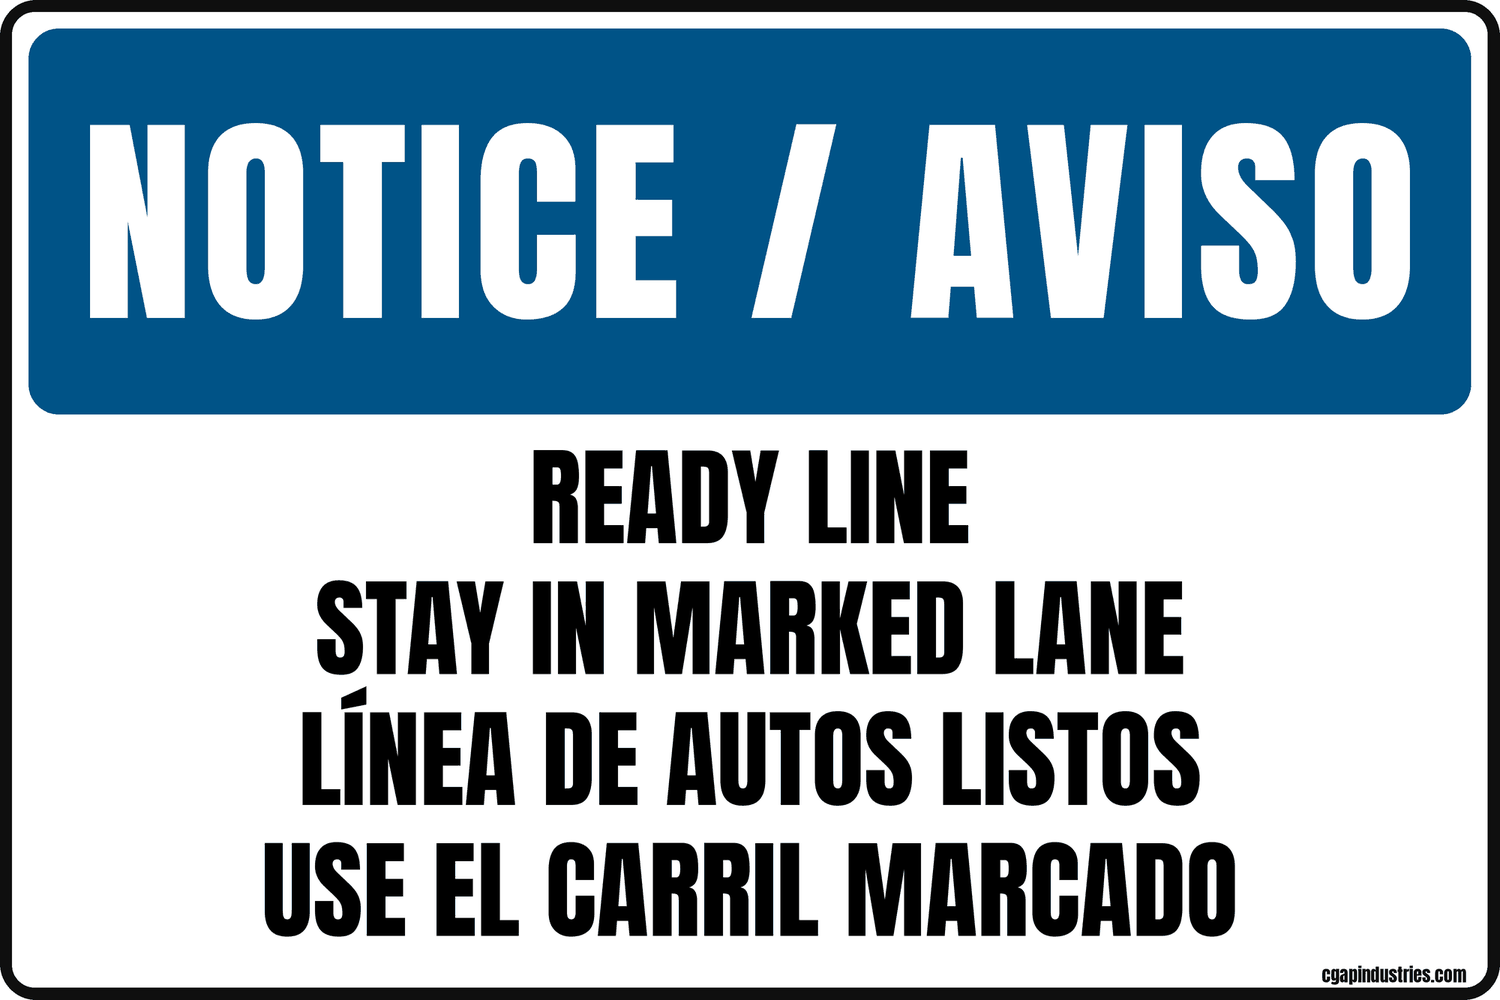 NOTICE / AVISO
READY LINE
STAY IN MARKED LANE
LÍNEA DE AUTOS LISTOS
USE EL CARRIL MARCADO
cgapindustries.com